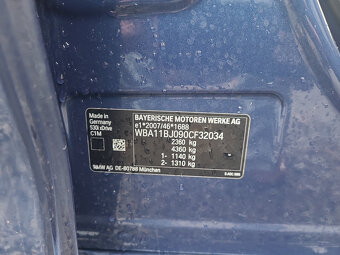 Made in
Germany
530i xDrive
C1M
BAYERISCHE MOTOREN WERKE AG
e1*2007/46*1688
WBA11BJ090CF32034
2360 kg
4360 kg
1- 1140 kg
2- 1310 kg
BMW AG DE-80788 München